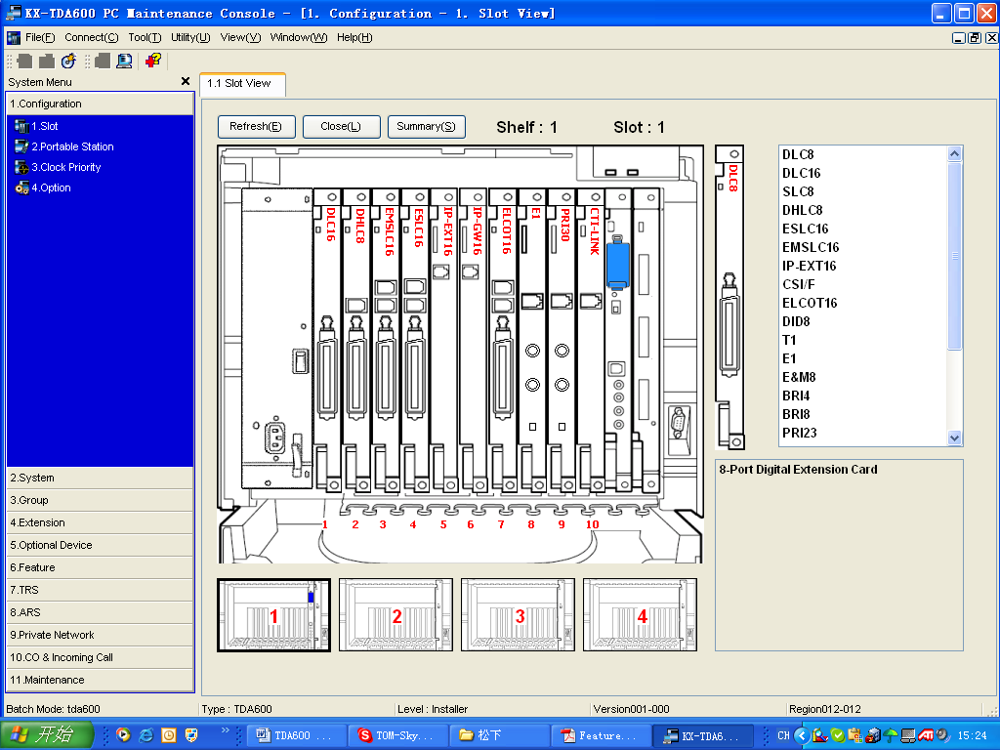 KX-TDA600 PC Maintenance Console - [1. Configuration - 1. Slot View]
File(F) Connect(C) Tool(T) Utility(U) View(V) Window(W) Help(H)
System Menu
1.1 Slot View
1.Configuration
1.Slot
2.Portable Station
3.Clock Priority
4.Option
2.System
3.Group
4.Extension
5.Optional Device
6.Feature
7.TRS
8.ARS
9.Private Network
10.CO & Incoming Call
11.Maintenance
Refresh(E) Close(L) Summary(S) Shelf : 1 Slot : 1
DLC16
DHLC8
EMSLC16
ESLC16
IP-EXT16
IP-GW16
ELCOT16
E1
PRI30
CTI-LINK
1 2 3 4 5 6 7 8 9 10
1 2 3 4
DLC8
DLC8
DLC16
SLC8
DHLC8
ESLC16
EMSLC16
IP-EXT16
CSI/F
ELCOT16
DID8
T1
E1
E&M8
BRI4
BRI8
PRI23
8-Port Digital Extension Card
Batch Mode: tda600 Type : TDA600 Level : Installer Version001-000 Region012-012
开始 TDA600 ... TOM-Sky... 松下 Feature... KX-TDA6... CH 15:24